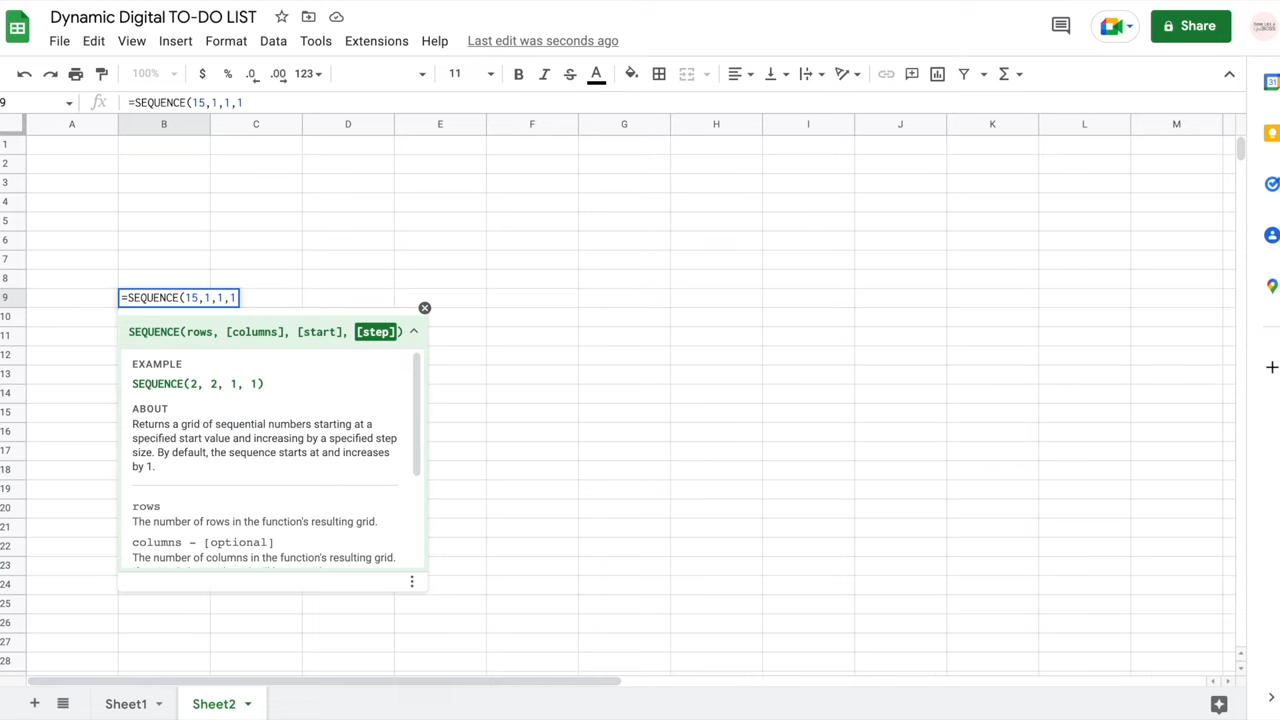 Dynamic Digital TO-DO LIST
Share
File Edit View Insert Format Data Tools Extensions Help Last edit was seconds ago
100% $ % .0 .00 123 11 B I S A Σ
9 fx =SEQUENCE(15,1,1,1
A B C D E F G H I J K L M
1
2
3
4
5
6
7
8
9 =SEQUENCE(15,1,1,1
10
SEQUENCE(rows, [columns], [start], [step])
11
12
EXAMPLE
13
SEQUENCE(2, 2, 1, 1)
14
ABOUT
15
Returns a grid of sequential numbers starting at a
16
specified start value and increasing by a specified step
17
size. By default, the sequence starts at and increases
by 1.
18
19
20
rows
21
The number of rows in the function's resulting grid.
22
columns - [optional]
23
The number of columns in the function's resulting grid.
24
25
26
27
28
Sheet1 Sheet2
31